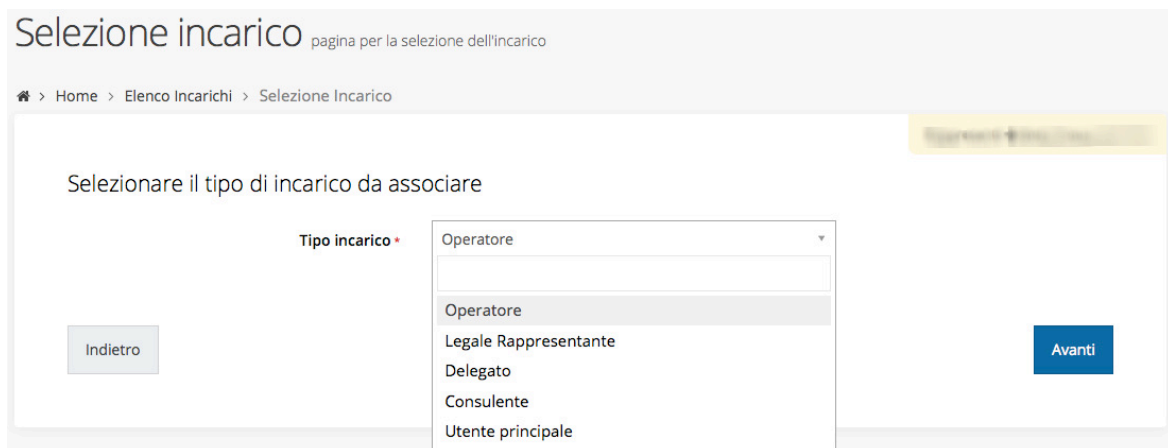 Selezione incarico pagina per la selezione dell'incarico
> Home > Elenco Incarichi > Selezione Incarico
Selezionare il tipo di incarico da associare
Tipo incarico * Operatore
Operatore
Legale Rappresentante
Delegato
Consulente
Utente principale
Indietro
Avanti